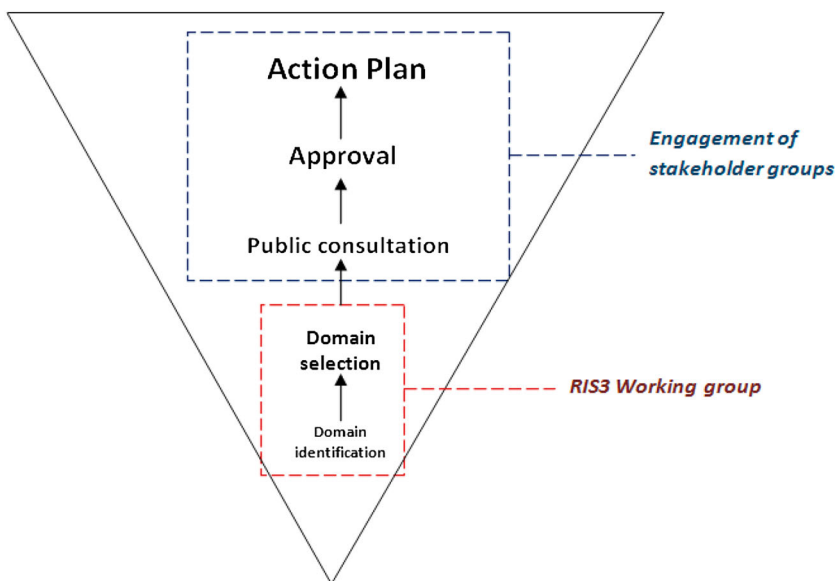 Action Plan
Approval
Public consultation
Engagement of
stakeholder groups
Domain
selection
RIS3 Working group
Domain
identification